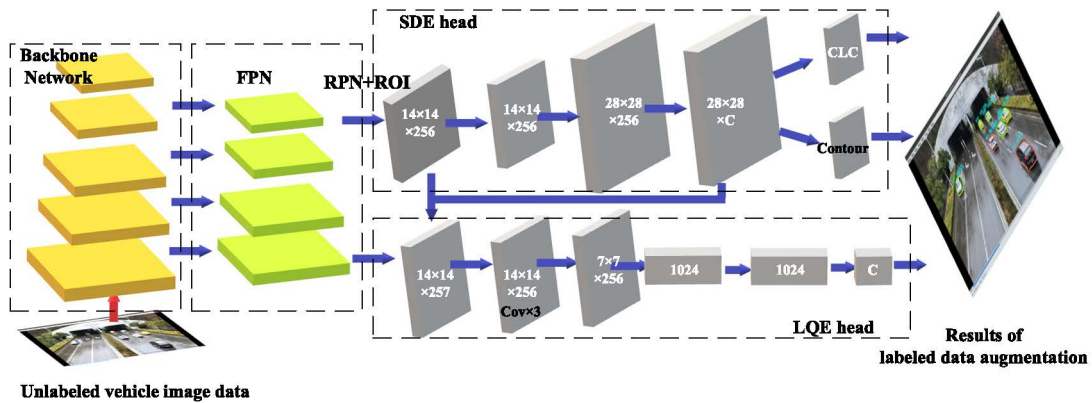 SDE head
Backbone
Network
FPN
RPN+ROI
14×14
×256
14×14
×256
28×28
×256
28×28
×C
CLC
Contour
14×14
×257
14×14
×256
Cov×3
7×7
×256
1024
1024
C
LQE head
Results of
labeled data augmentation
Unlabeled vehicle image data